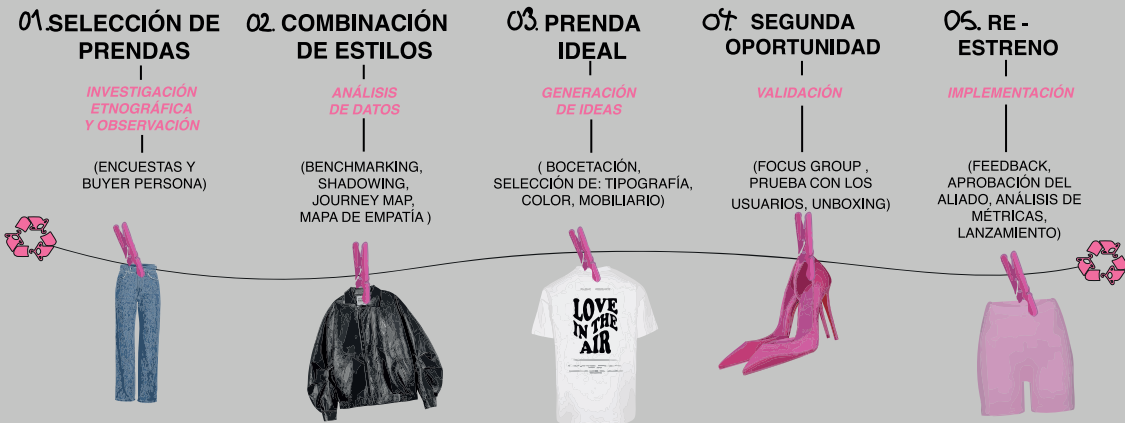 01. SELECCIÓN DE
PRENDAS
INVESTIGACIÓN
ETNOGRÁFICA
Y OBSERVACIÓN
(ENCUESTAS Y
BUYER PERSONA)
02. COMBINACIÓN
DE ESTILOS
ANÁLISIS
DE DATOS
(BENCHMARKING,
SHADOWING,
JOURNEY MAP,
MAPA DE EMPATÍA )
03. PRENDA
IDEAL
GENERACIÓN
DE IDEAS
( BOCETACIÓN,
SELECCIÓN DE: TIPOGRAFÍA,
COLOR, MOBILIARIO)
LOVE
IN THE
AIR
04. SEGUNDA
OPORTUNIDAD
VALIDACIÓN
(FOCUS GROUP ,
PRUEBA CON LOS
USUARIOS, UNBOXING)
05. RE -
ESTRENO
IMPLEMENTACIÓN
(FEEDBACK,
APROBACIÓN DEL
ALIADO, ANÁLISIS DE
MÉTRICAS,
LANZAMIENTO)